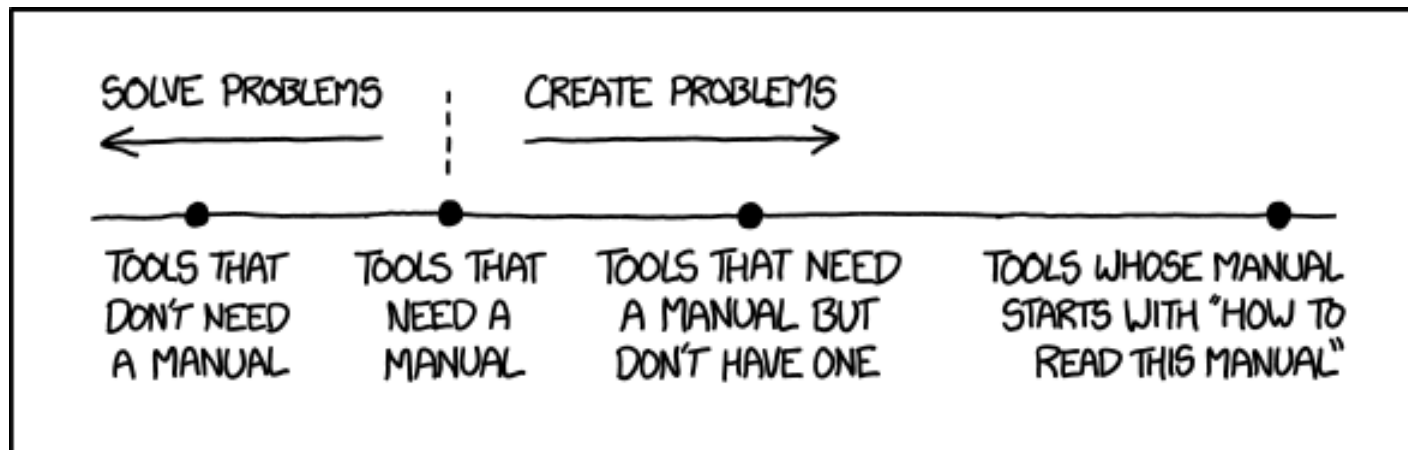 SOLVE PROBLEMS
CREATE PROBLEMS
TOOLS THAT
DON'T NEED
A MANUAL
TOOLS THAT
NEED A
MANUAL
TOOLS THAT NEED
A MANUAL BUT
DON'T HAVE ONE
TOOLS WHOSE MANUAL
STARTS WITH "HOW TO
READ THIS MANUAL"